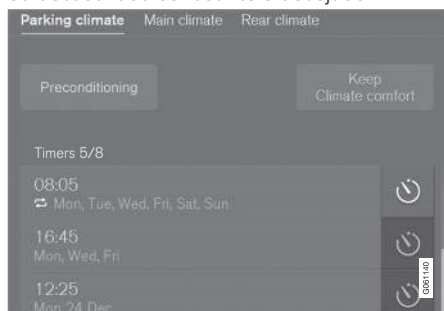 Parking climate Main climate Rear climate
Preconditioning
Keep
Climate comfort
Timers 5/8
08:05
Mon, Tue, Wed, Fri, Sat, Sun
16:45
Mon, Wed, Fri
12:25
Mon 24 Dec
G061140